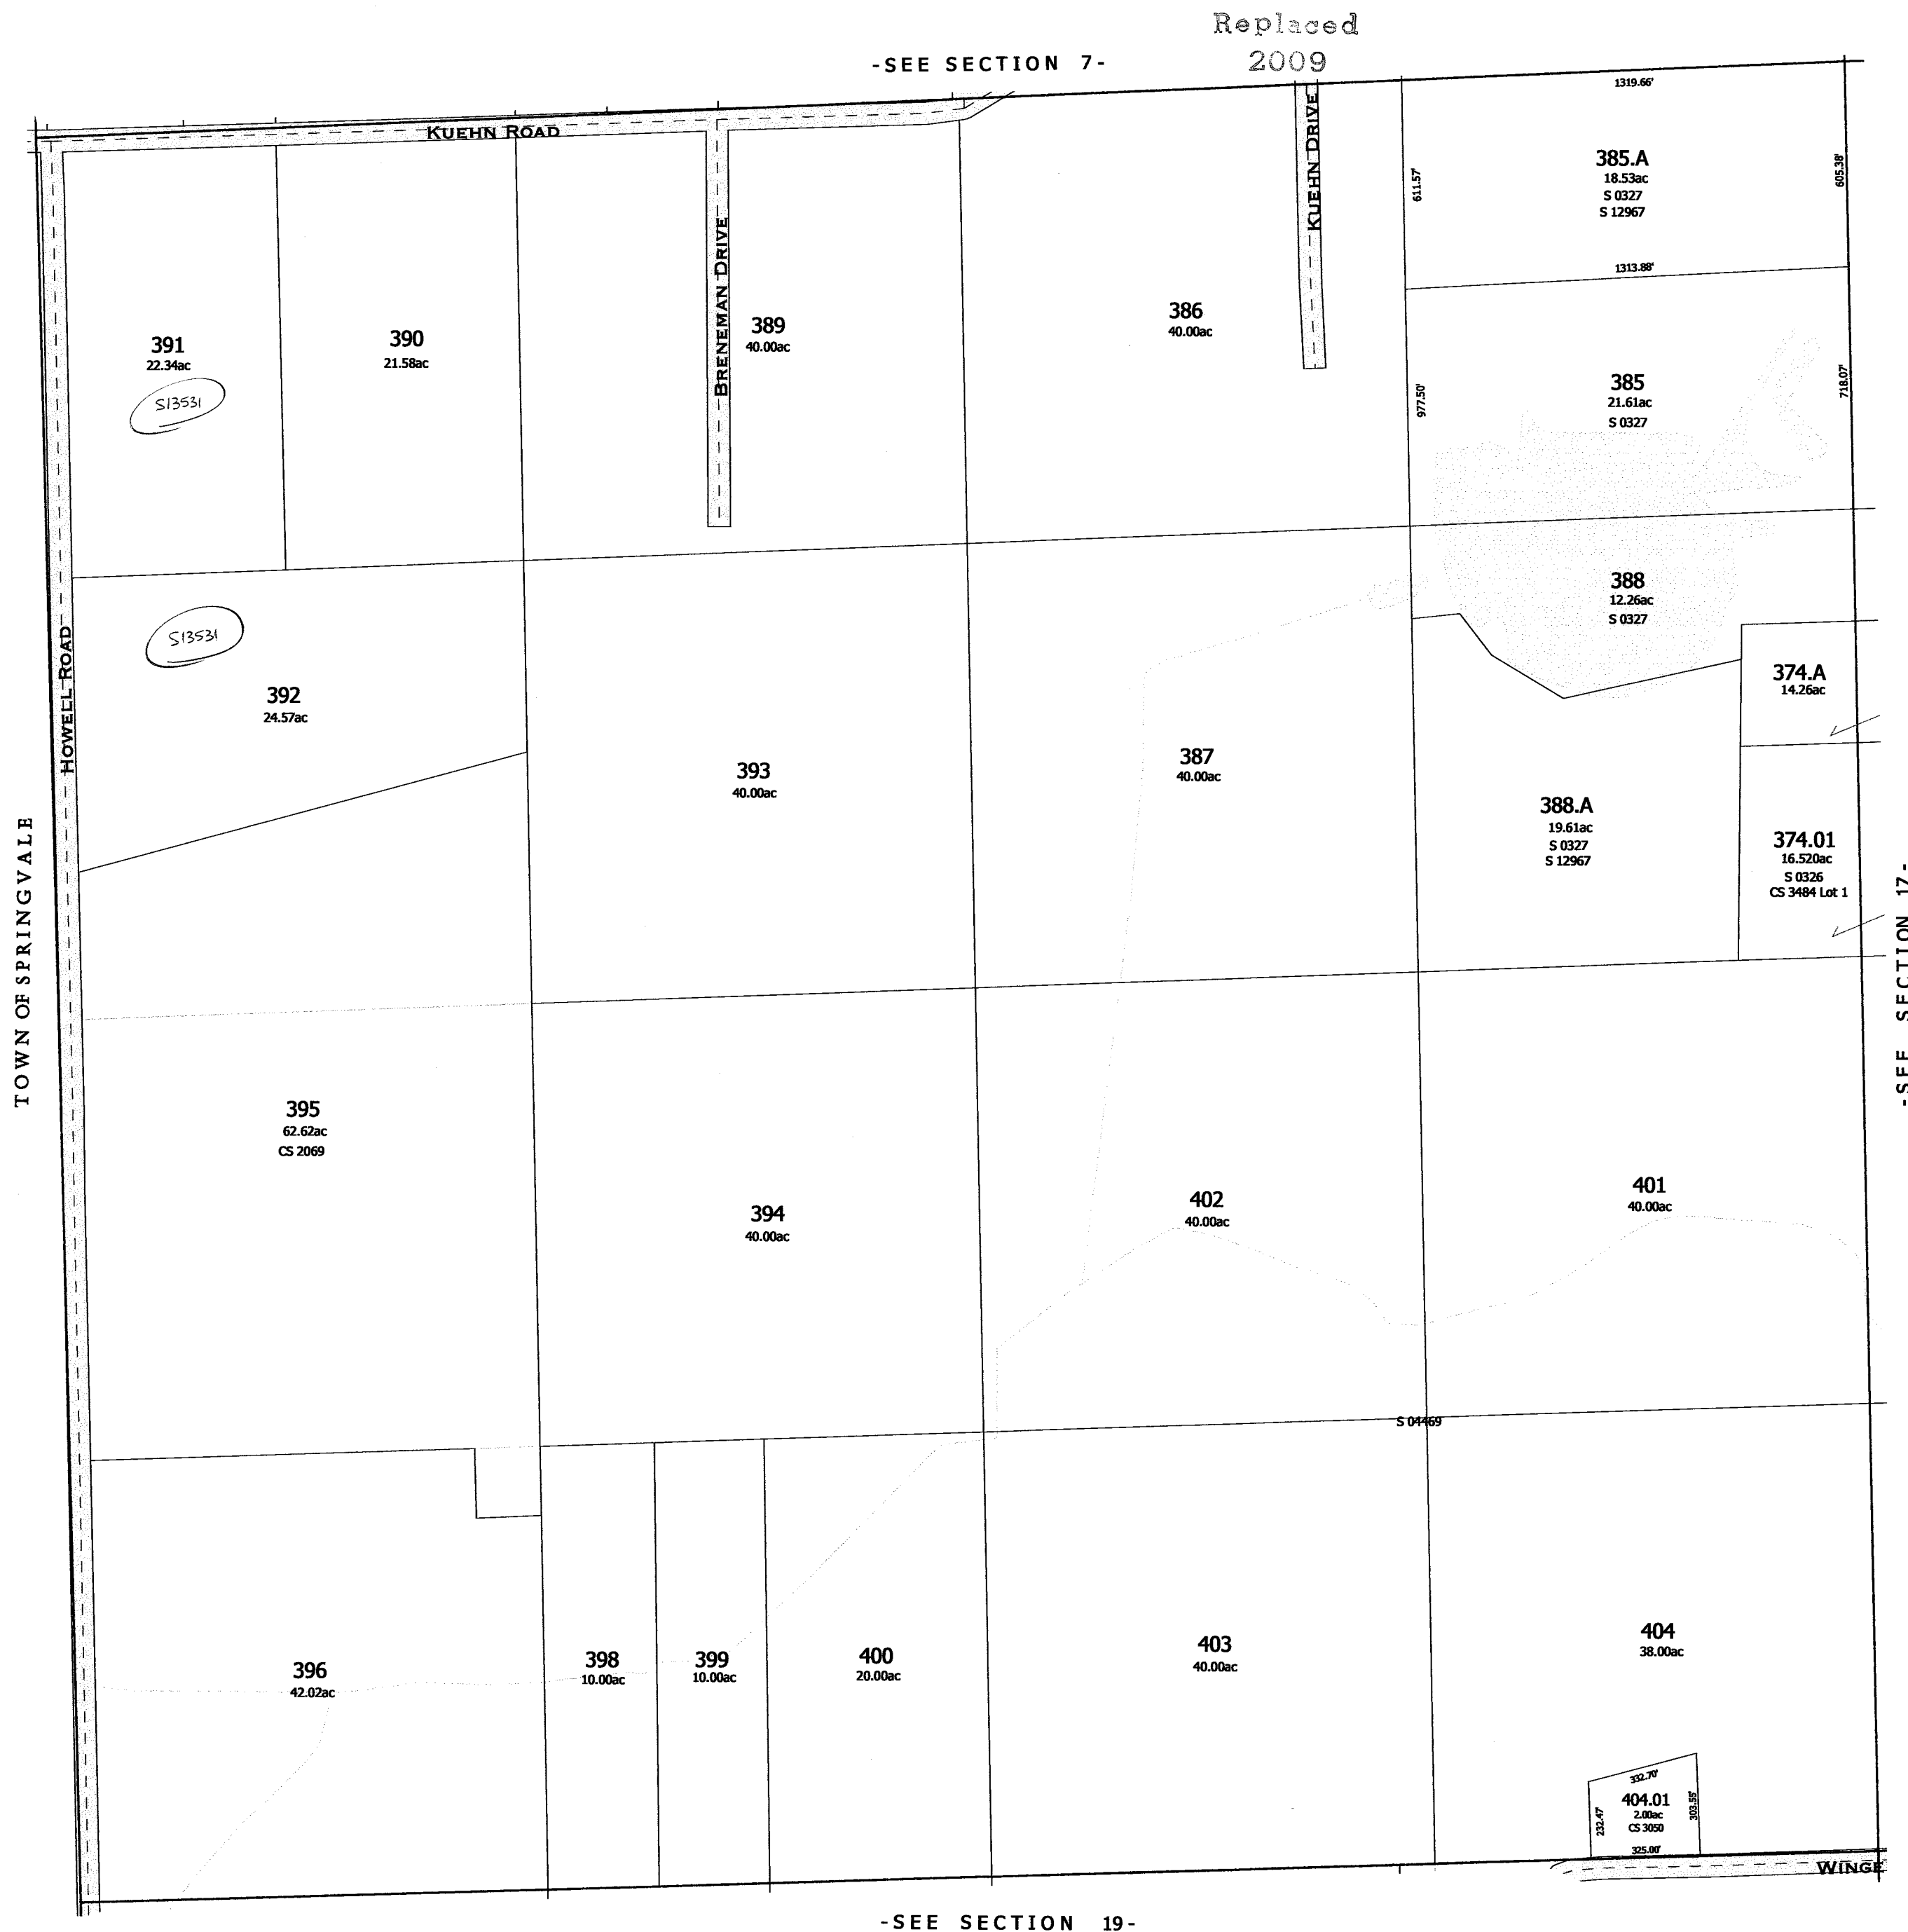 Replaced
2009
-SEE SECTION 7-
KUEHN ROAD
BRENEMAN DRIVE
KUEHN DRIVE
1319.66'
611.57'
605.38'
385.A
18.53ac
S 0327
S 12967
1313.88'
391
22.34ac
S13531
390
21.58ac
389
40.00ac
386
40.00ac
977.50'
718.07'
385
21.61ac
S 0327
HOWELL ROAD
S13531
392
24.57ac
393
40.00ac
387
40.00ac
388
12.26ac
S 0327
374.A
14.26ac
388.A
19.61ac
S 0327
S 12967
374.01
16.520ac
S 0326
CS 3484 Lot 1
TOWN OF SPRINGVALE
-SEE SECTION 17-
395
62.62ac
CS 2069
394
40.00ac
402
40.00ac
401
40.00ac
S 04469
396
42.02ac
398
10.00ac
399
10.00ac
400
20.00ac
403
40.00ac
404
38.00ac
332.70'
232.47'
404.01
2.00ac
CS 3050
303.55'
325.00'
WINGE
-SEE SECTION 19-